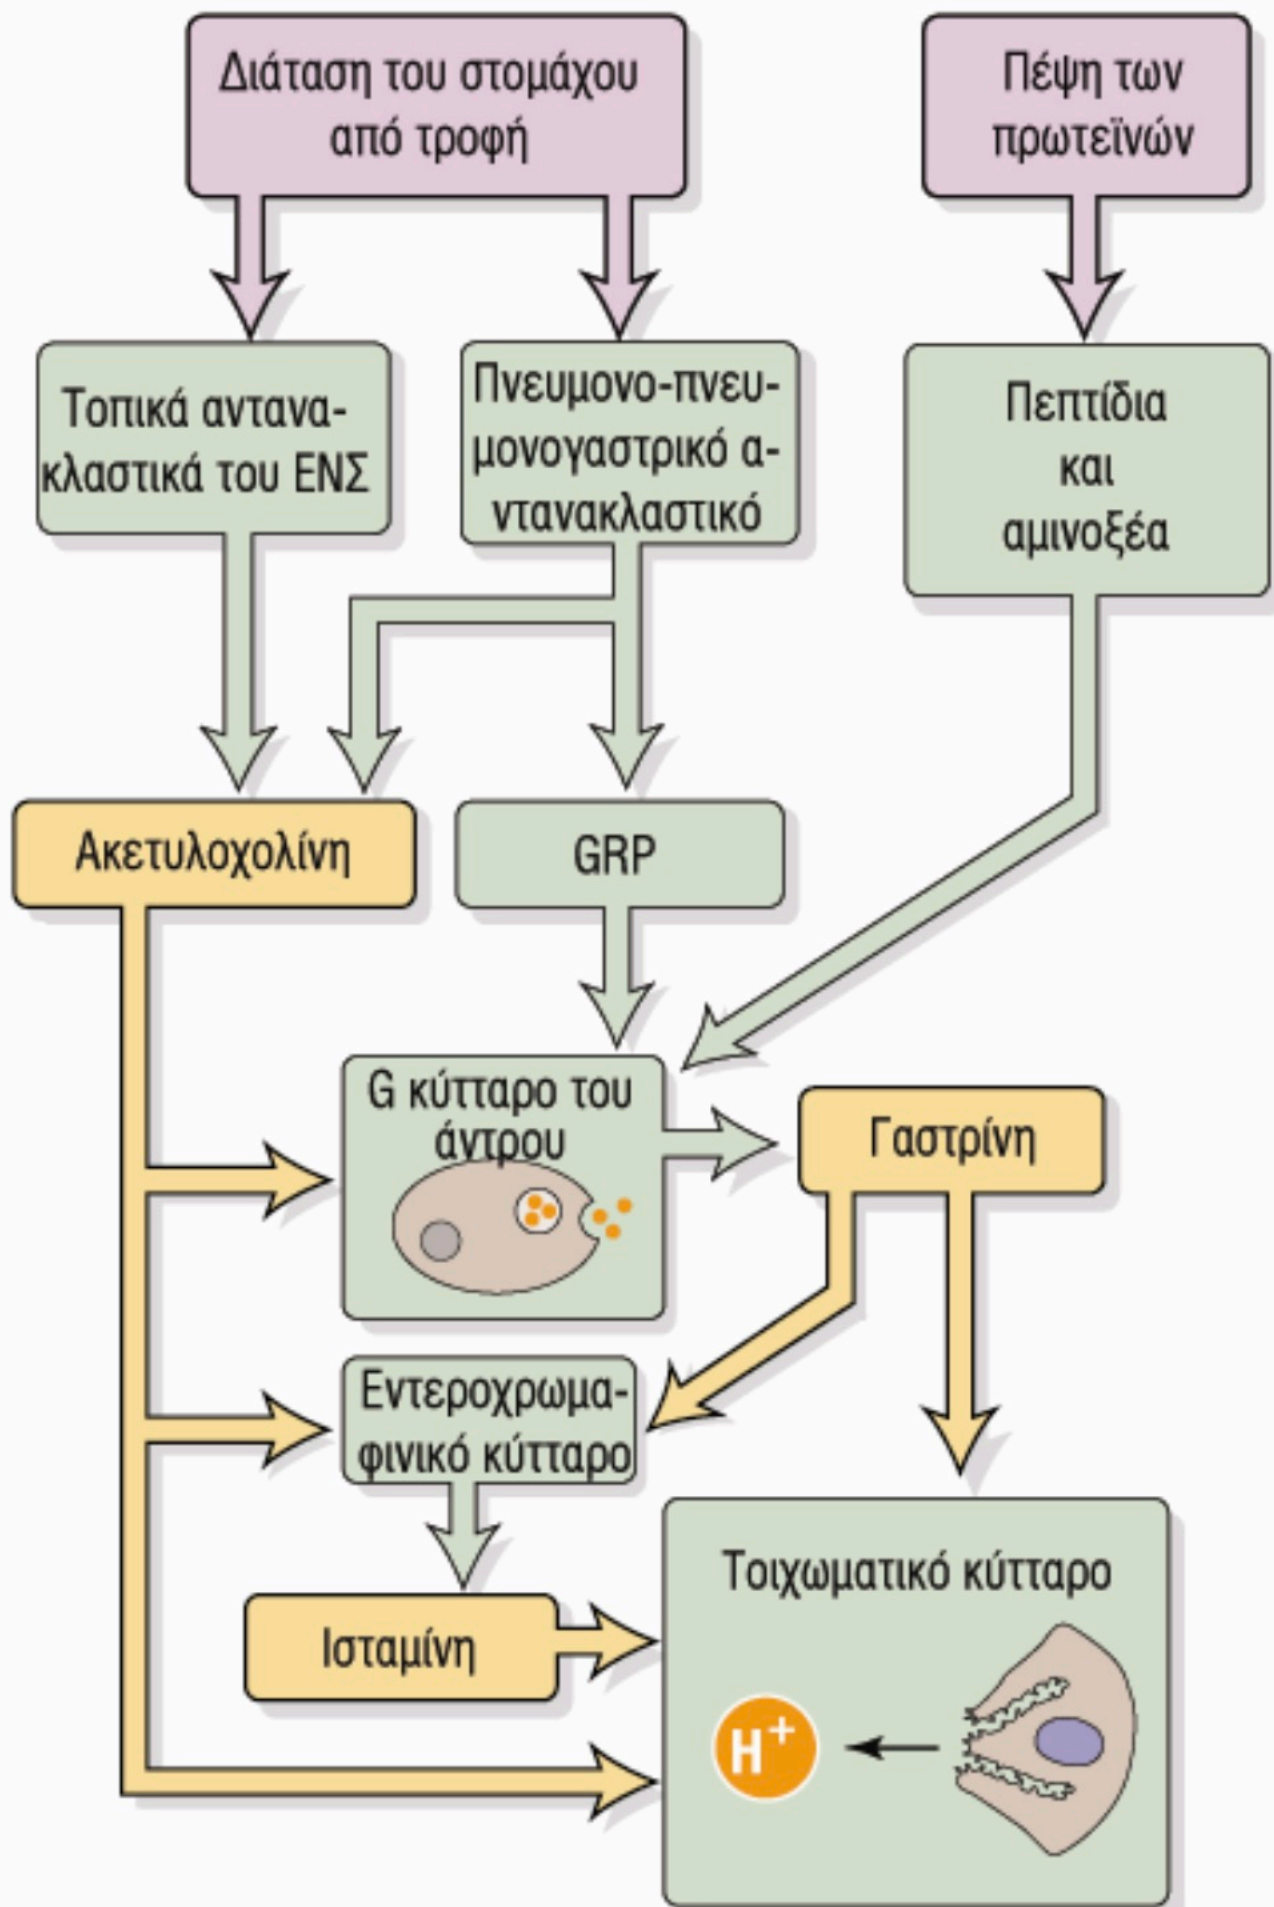 Διάταση του στομάχου
από τροφή
Πέψη των
πρωτεϊνών
Τοπικά αντανα-
κλαστικά του ΕΝΣ
Πνευμονο-πνευ-
μονογαστρικό α-
ντανακλαστικό
Πεπτίδια
και
αμινοξέα
Ακετυλοχολίνη
GRP
G κύτταρο του
άντρου
Γαστρίνη
Εντεροχρωμα-
φινικό κύτταρο
Ισταμίνη
Τοιχωματικό κύτταρο
H⁺